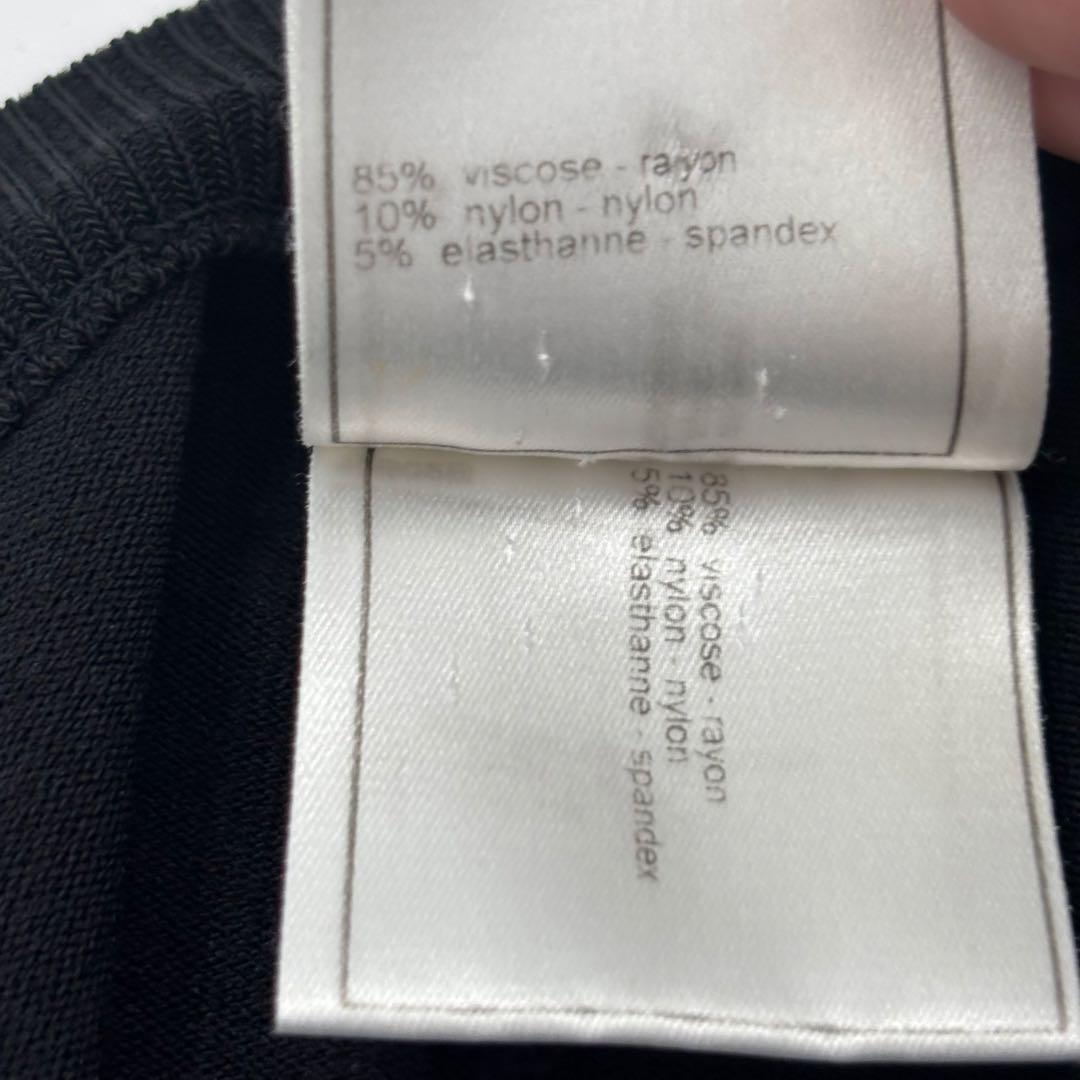 85% viscose - rayon
10% nylon - nylon
5% elasthanne - spandex
85% viscose - rayon
10% nylon - nylon
5% elasthanne - spandex